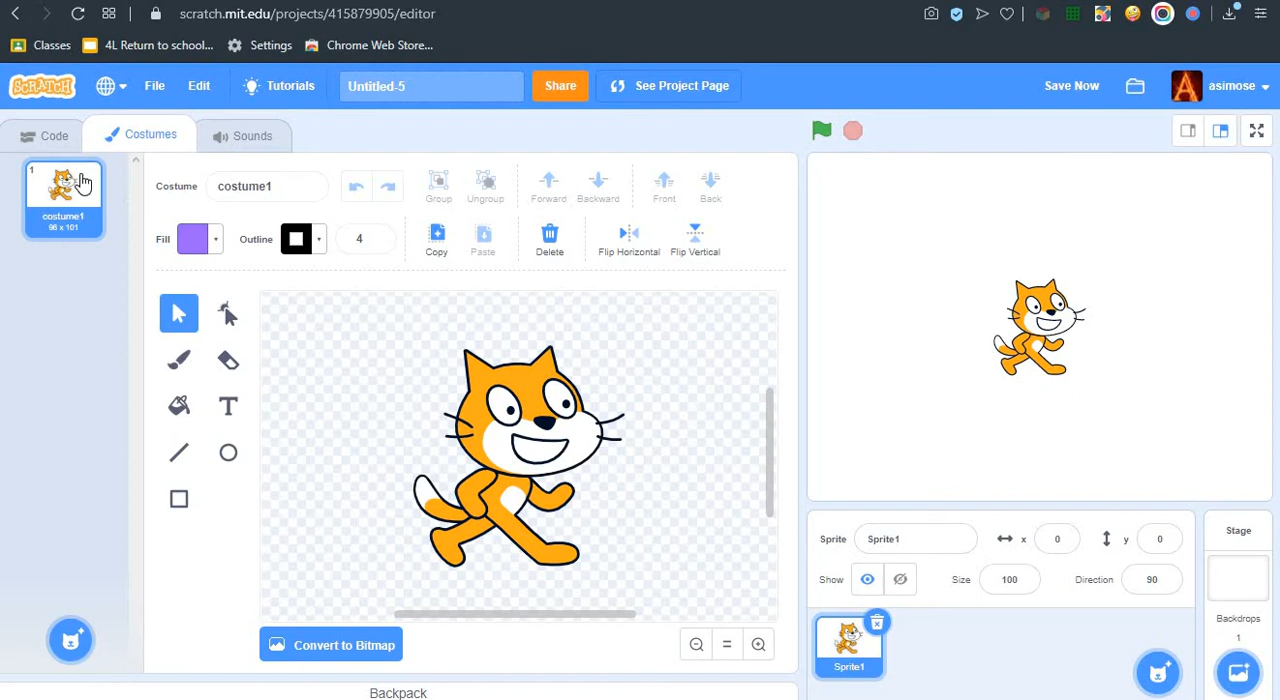 scratch.mit.edu/projects/415879905/editor
Classes 4L Return to school... Settings Chrome Web Store...
SCRATCH File Edit Tutorials Untitled-5 Share See Project Page Save Now asimose
Code Costumes Sounds
1
costume1
96 x 101
Costume costume1 Group Ungroup Forward Backward Front Back
Fill Outline 4 Copy Paste Delete Flip Horizontal Flip Vertical
T
Convert to Bitmap
Backpack
Sprite Sprite1 x 0 y 0
Show Size 100 Direction 90
Sprite1
Stage
Backdrops
1